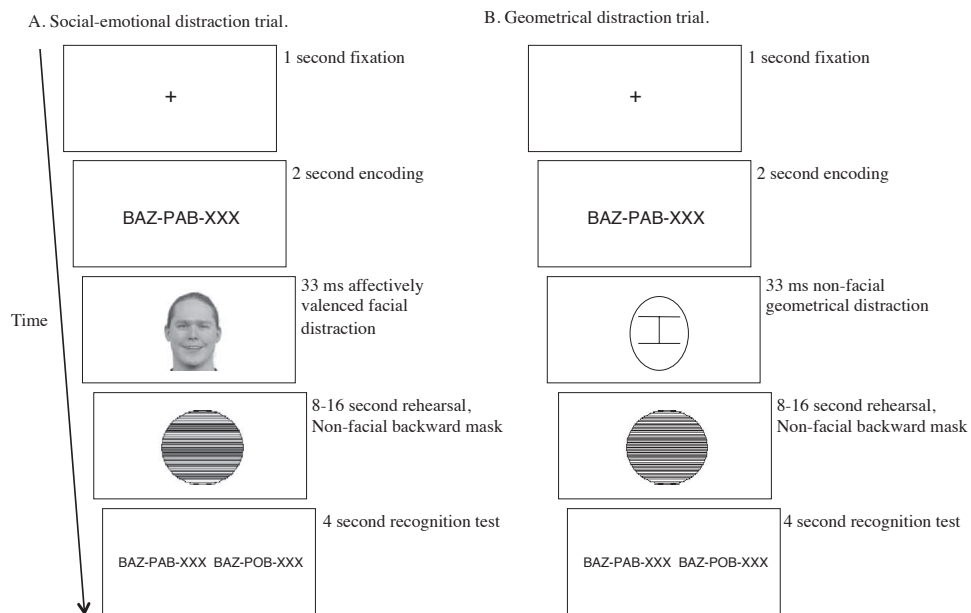 A. Social-emotional distraction trial.
1 second fixation
+
2 second encoding
BAZ-PAB-XXX
33 ms affectively
valenced facial
distraction
Time
8-16 second rehearsal,
Non-facial backward mask
4 second recognition test
BAZ-PAB-XXX BAZ-POB-XXX
B. Geometrical distraction trial.
1 second fixation
+
2 second encoding
BAZ-PAB-XXX
33 ms non-facial
geometrical distraction
8-16 second rehearsal,
Non-facial backward mask
4 second recognition test
BAZ-PAB-XXX BAZ-POB-XXX